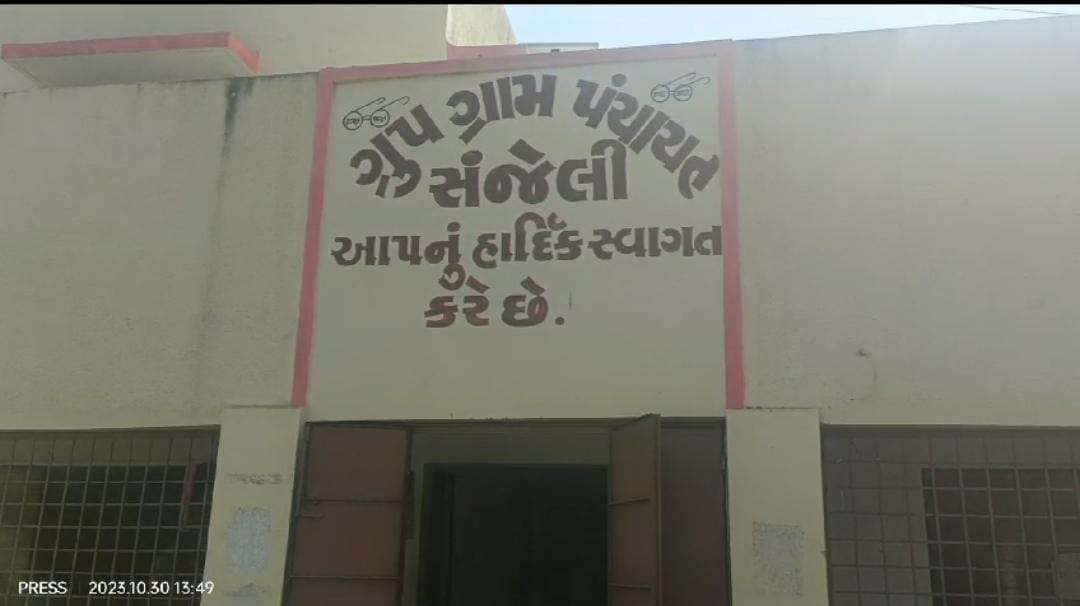 ગ્રુપ ગ્રામ પંચાયત
સંજેલી
આપનું હાર્દિક સ્વાગત
કરે છે.
PRESS 2023.10.30 13:49